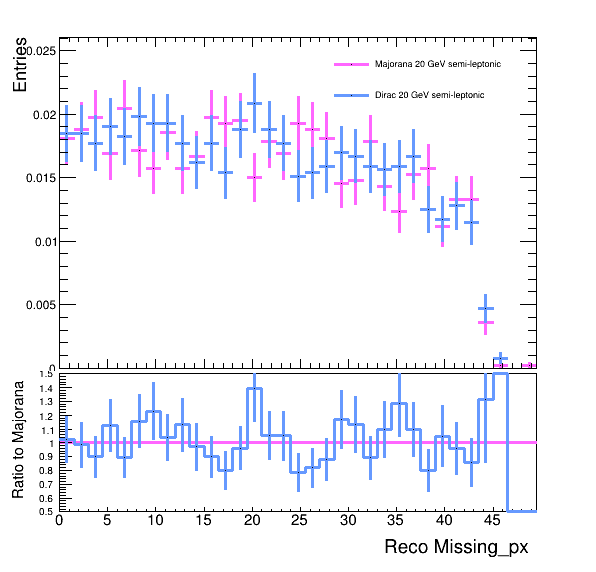 Entries
0.025
0.02
0.015
0.01
0.005
0
Majorana 20 GeV semi-leptonic
Dirac 20 GeV semi-leptonic
Ratio to Majorana
1.5
1.4
1.3
1.2
1.1
1
0.9
0.8
0.7
0.6
0.5
0 5 10 15 20 25 30 35 40 45
Reco Missing_px